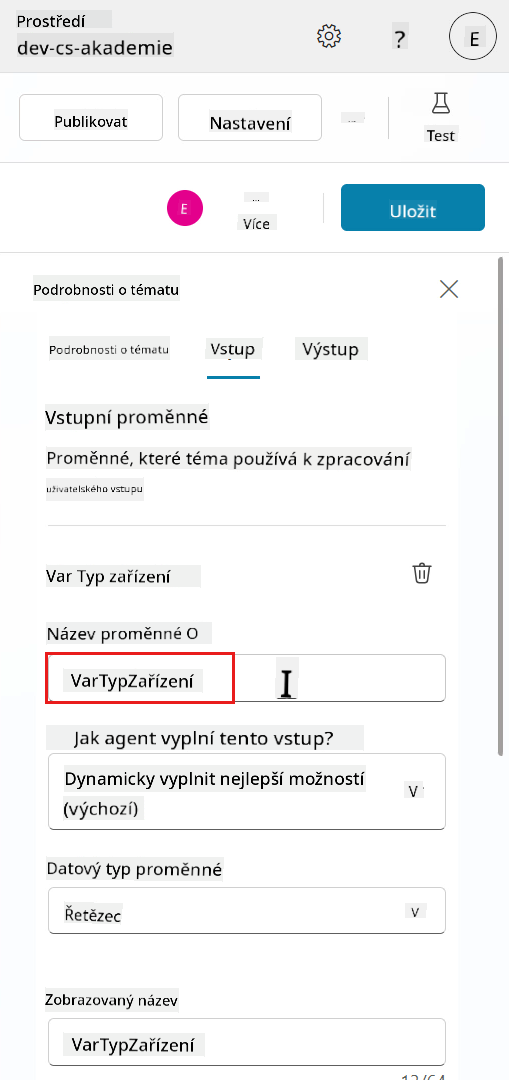 Prostředí
dev-cs-akademie
?
E
Publikovat
Nastavení
...
Test
E
...
Více
Uložit
Podrobnosti o tématu
Podrobnosti o tématu
Vstup
Výstup
Vstupní proměnné
Proměnné, které téma používá k zpracování
uživatelského vstupu
Var Typ zařízení
Název proměnné O
VarTypZařízení
Jak agent vyplní tento vstup?
Dynamicky vyplnit nejlepší možností
(výchozí)
V
Datový typ proměnné
Řetězec
V
Zobrazovaný název
VarTypZařízení